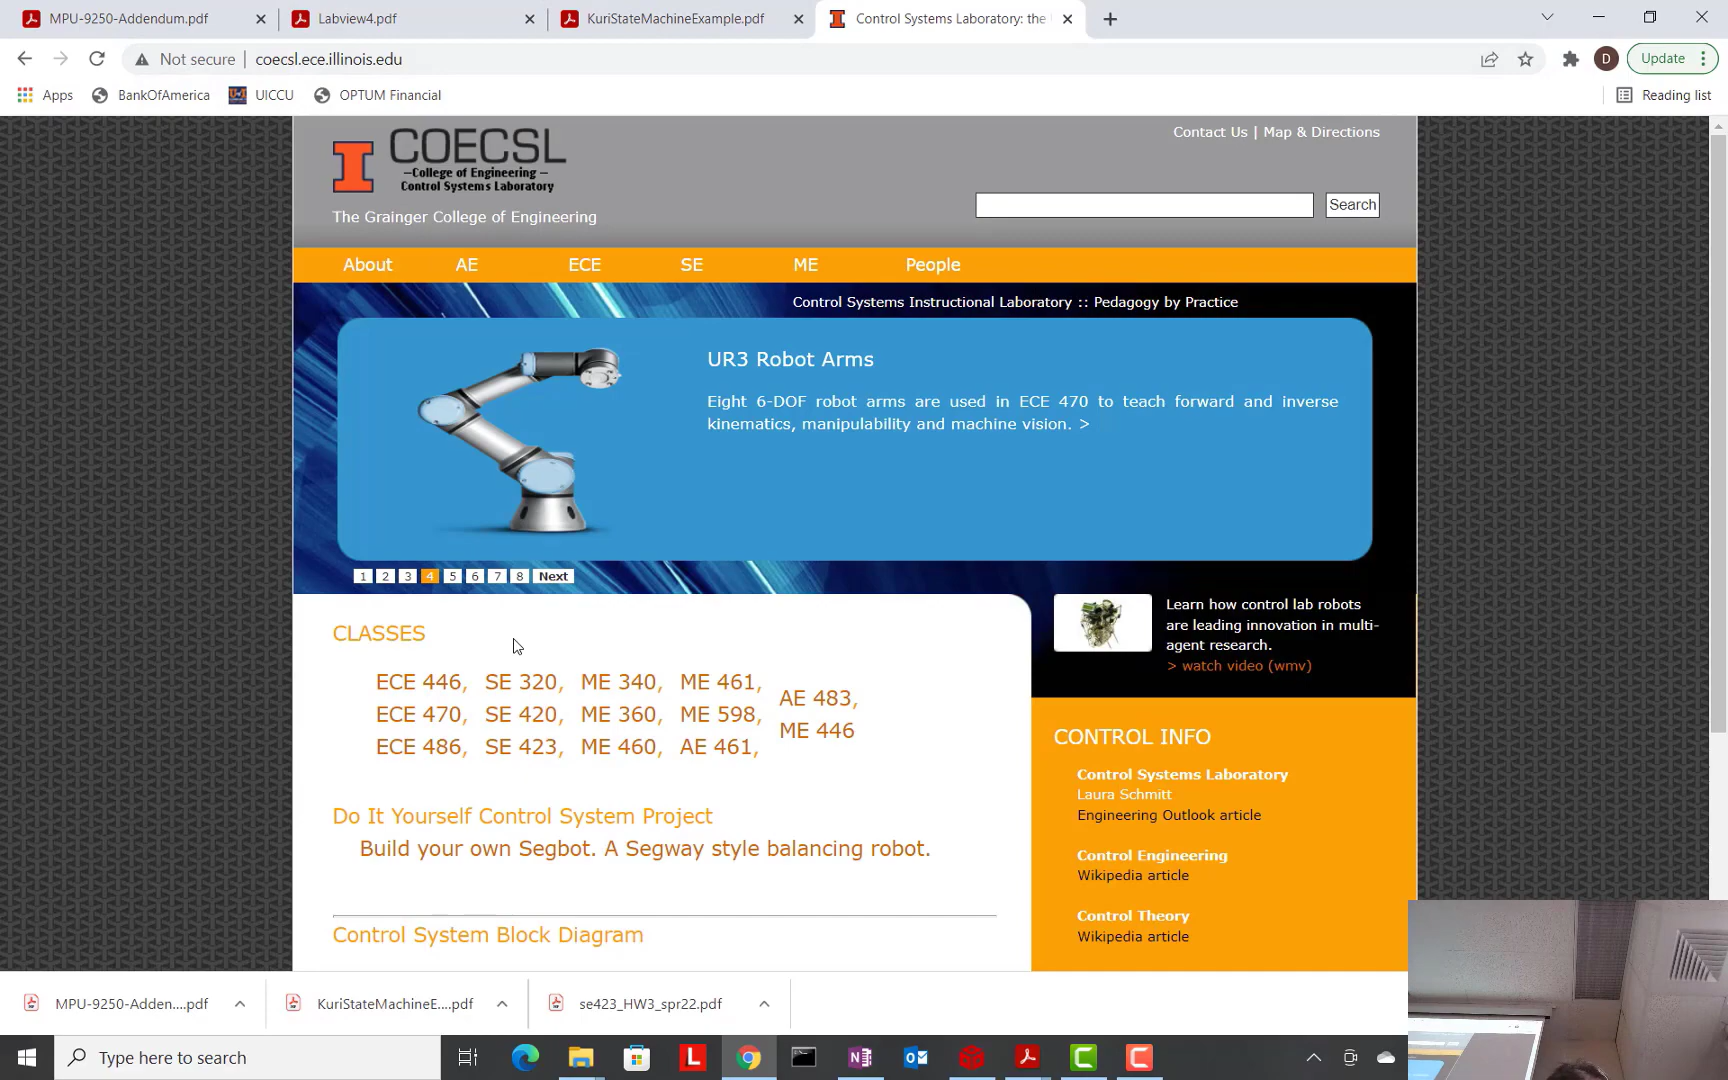 MPU-9250-Addendum.pdf
Labview4.pdf
KuriStateMachineExample.pdf
Control Systems Laboratory: the
Not secure
coecsl.ece.illinois.edu
D
Update
Apps
BankOfAmerica
UICCU
OPTUM Financial
Reading list
COECSL
—College of Engineering—
Control Systems Laboratory
The Grainger College of Engineering
Contact Us | Map & Directions
Search
About AE ECE SE ME People
Control Systems Instructional Laboratory :: Pedagogy by Practice
UR3 Robot Arms
Eight 6-DOF robot arms are used in ECE 470 to teach forward and inverse
kinematics, manipulability and machine vision. >
1 2 3 4 5 6 7 8 Next
CLASSES
ECE 446, SE 320, ME 340, ME 461,
ECE 470, SE 420, ME 360, ME 598,
ECE 486, SE 423, ME 460, AE 461,
AE 483,
ME 446
Do It Yourself Control System Project
Build your own Segbot. A Segway style balancing robot.
Control System Block Diagram
Learn how control lab robots
are leading innovation in multi-
agent research.
> watch video (wmv)
CONTROL INFO
Control Systems Laboratory
Laura Schmitt
Engineering Outlook article
Control Engineering
Wikipedia article
Control Theory
Wikipedia article
MPU-9250-Adden....pdf
KuriStateMachineE....pdf
se423_HW3_spr22.pdf
Type here to search